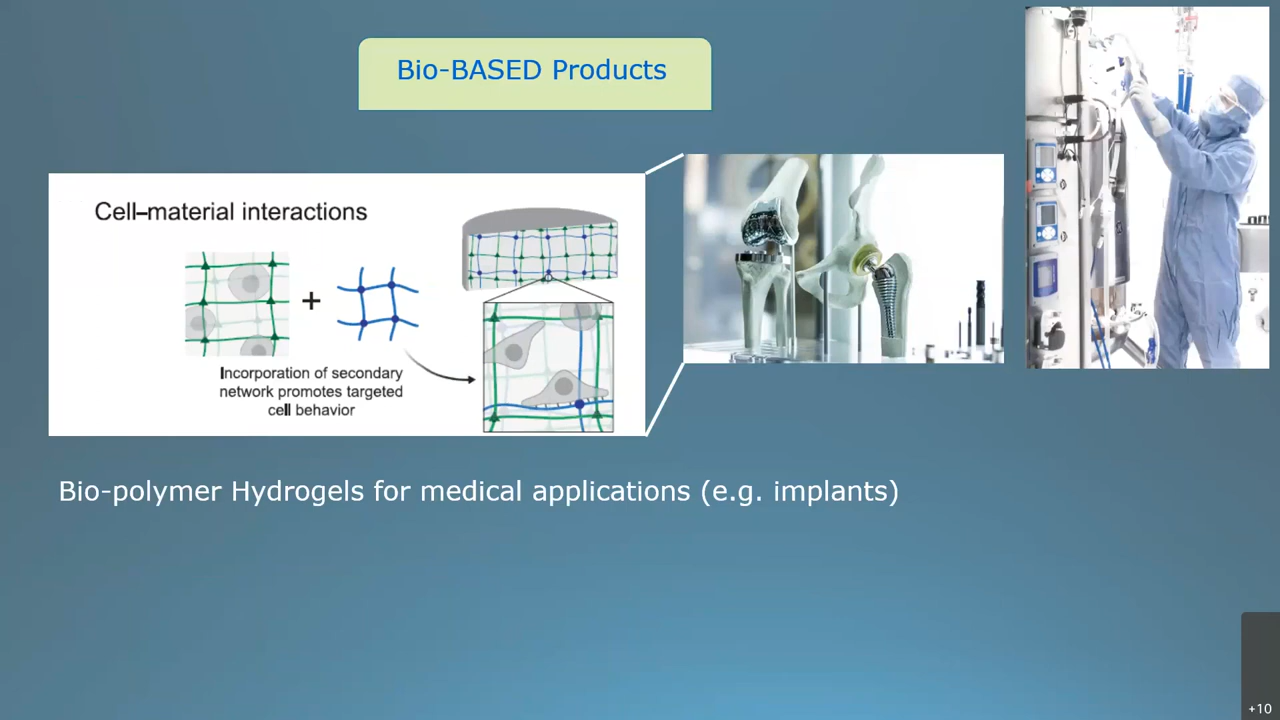 Bio-BASED Products
Cell–material interactions
+
Incorporation of secondary
network promotes targeted
cell behavior
Bio-polymer Hydrogels for medical applications (e.g. implants)
+10